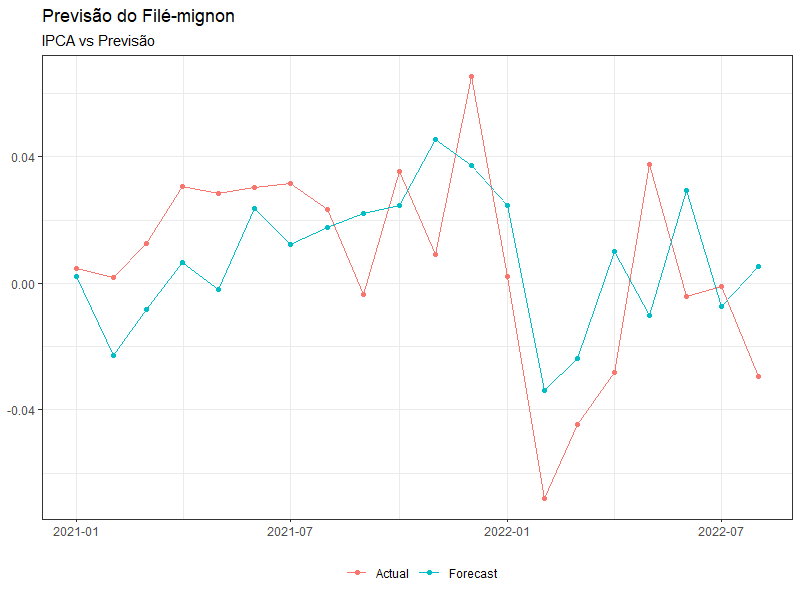 Previsão do Filé-mignon
IPCA vs Previsão
0.04
0.00
-0.04
2021-01 2021-07 2022-01 2022-07
Actual Forecast